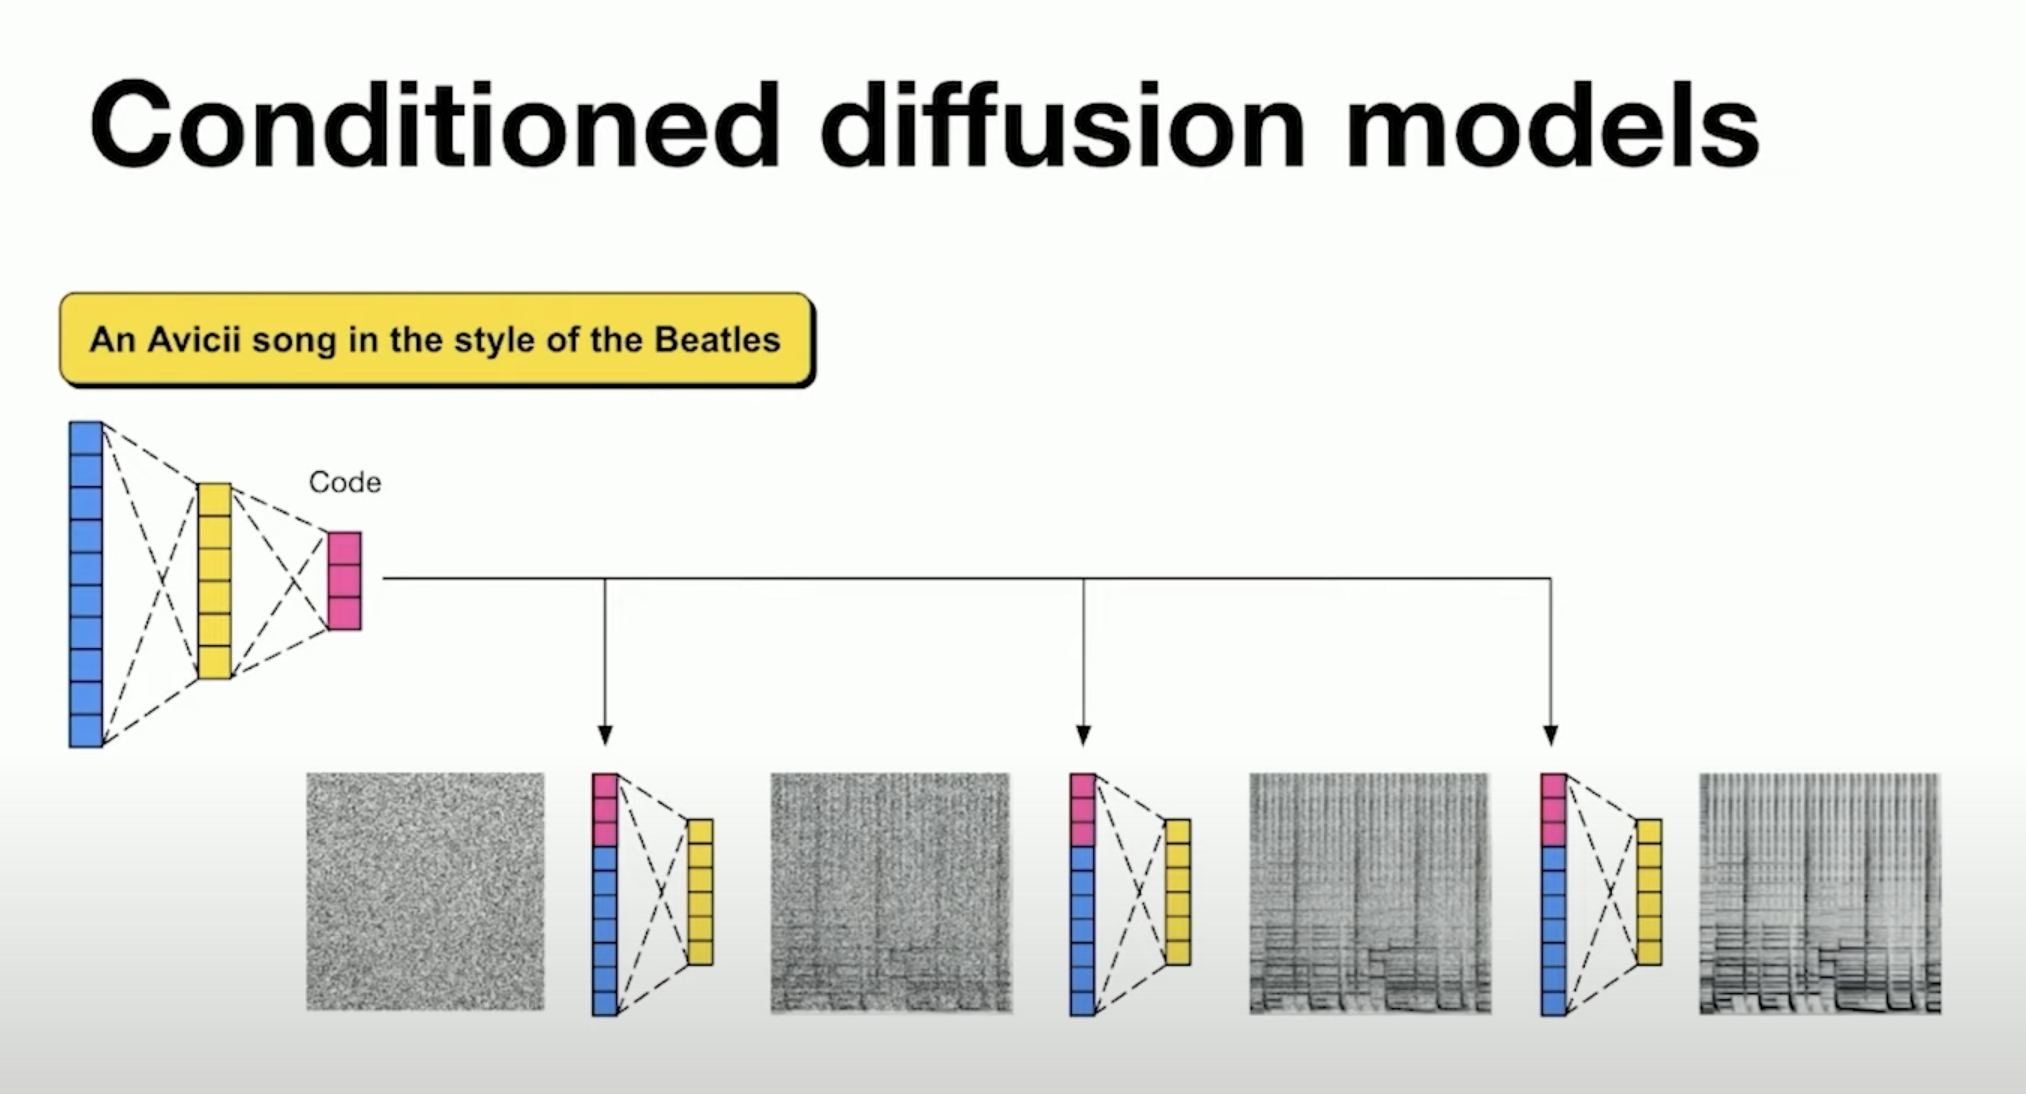 Conditioned diffusion models
An Avicii song in the style of the Beatles
Code